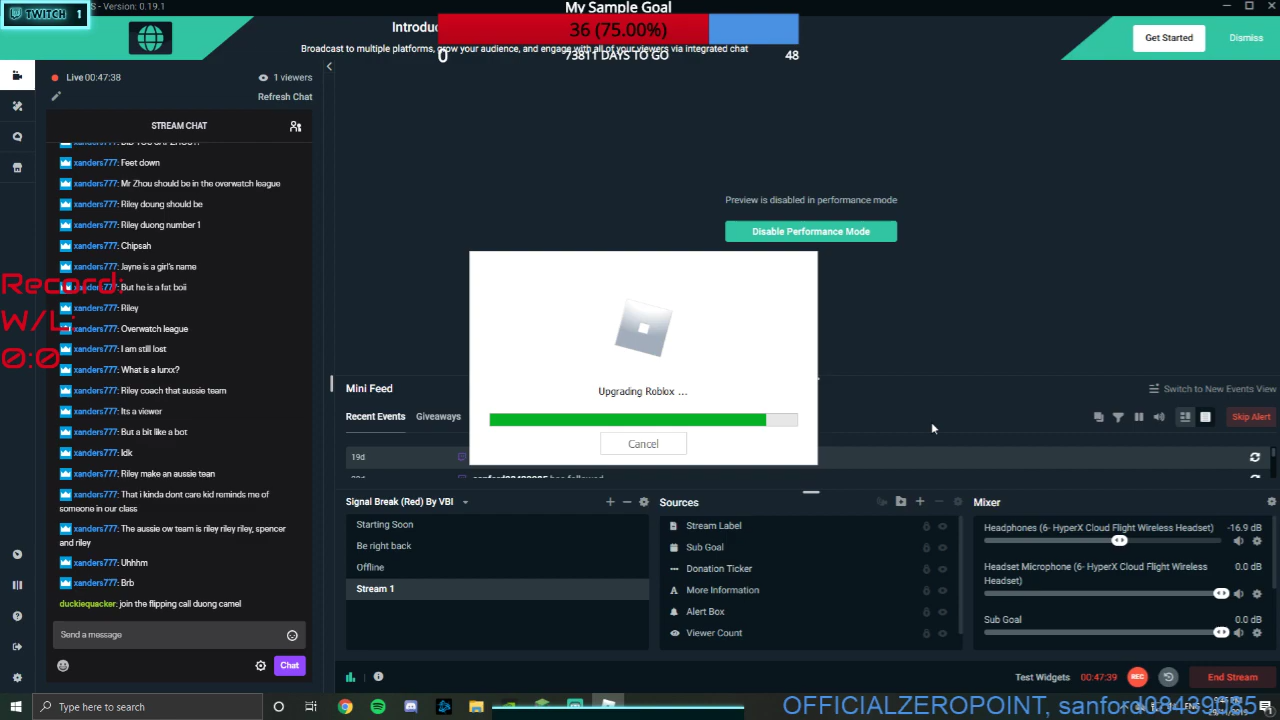 TWITCH 1
S - Version: 0.19.1
My Sample Goal
Introduc
36 (75.00%)
Broadcast to multiple platforms, grow your audience, and engage with all of your viewers via integrated chat
0
73811 DAYS TO GO
48
Get Started
Dismiss
Live 00:47:38
1 viewers
Refresh Chat
STREAM CHAT
xanders777: Feet down
xanders777: Mr Zhou should be in the overwatch league
xanders777: Riley doung should be
xanders777: Riley duong number 1
xanders777: Chipsah
xanders777: Jayne is a girl's name
xanders777: But he is a fat boii
xanders777: Riley
xanders777: Overwatch league
xanders777: I am still lost
xanders777: What is a lurxx?
xanders777: Riley coach that aussie team
xanders777: Its a viewer
xanders777: But a bit like a bot
xanders777: Idk
xanders777: Riley make an aussie tean
xanders777: That i kinda dont care kid reminds me of
someone in our class
xanders777: The aussie ow team is riley riley riley, spencer
and riley
xanders777: Uhhhm
xanders777: Brb
duckiequacker: join the flipping call duong camel
Send a message
Chat
Record:
W/L:
0:0
Preview is disabled in performance mode
Disable Performance Mode
Upgrading Roblox ...
Cancel
Mini Feed
Switch to New Events View
Recent Events
Giveaways
Skip Alert
19d
has followed
Signal Break (Red) By VBI
Starting Soon
Be right back
Offline
Stream 1
Sources
Stream Label
Sub Goal
Donation Ticker
More Information
Alert Box
Viewer Count
Mixer
Headphones (6- HyperX Cloud Flight Wireless Headset)
-16.9 dB
Headset Microphone (6- HyperX Cloud Flight Wireless
Headset)
0.0 dB
Sub Goal
0.0 dB
Test Widgets
00:47:39
REC
End Stream
Type here to search
ENG
OFFICIALZEROPOINT, sanford08439985